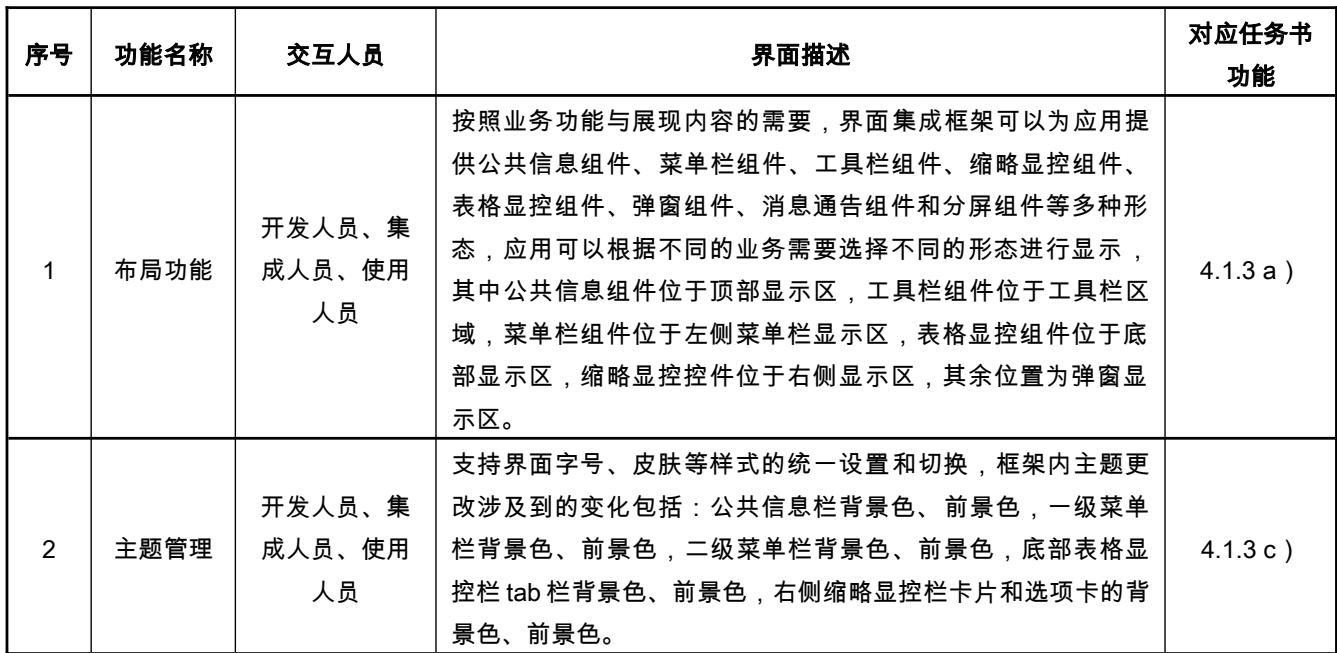 序号 功能名称 交互人员 界面描述 对应任务书
功能
1 布局功能 开发人员、集
成人员、使用
人员
按照业务功能与展现内容的需要，界面集成框架可以为应用提
供公共信息组件、菜单栏组件、工具栏组件、缩略显控组件、
表格显控组件、弹窗组件、消息通告组件和分屏组件等多种形
态，应用可以根据不同的业务需要选择不同的形态进行显示，
其中公共信息组件位于顶部显示区，工具栏组件位于工具栏区
域，菜单栏组件位于左侧菜单栏显示区，表格显控组件位于底
部显示区，缩略显控控件位于右侧显示区，其余位置为弹窗显
示区。
4.1.3 a）
2 主题管理 开发人员、集
成人员、使用
人员
支持界面字号、皮肤等样式的统一设置和切换，框架内主题更
改涉及到的变化包括：公共信息栏背景色、前景色，一级菜单
栏背景色、前景色，二级菜单栏背景色、前景色，底部表格显
控栏 tab 栏背景色、前景色，右侧缩略显控栏卡片和选项卡的背
景色、前景色。
4.1.3 c）